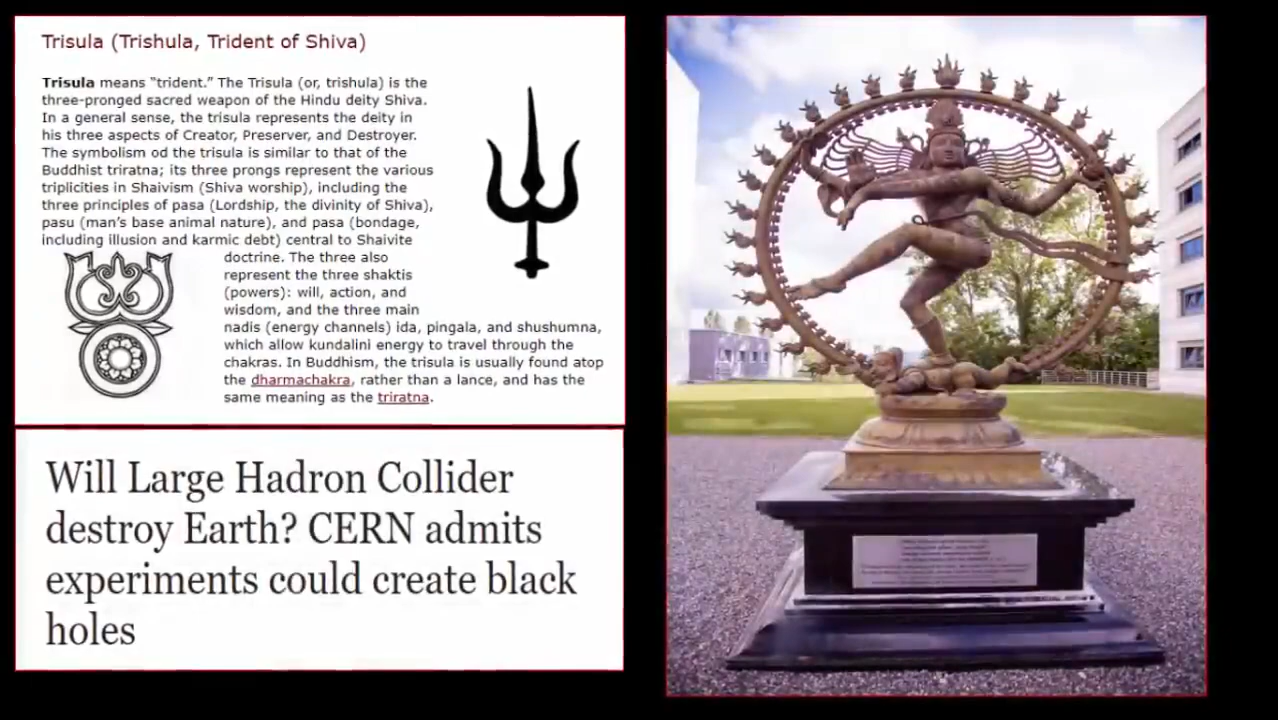 Trisula (Trishula, Trident of Shiva)
Trisula means “trident.” The Trisula (or, trishula) is the
three-pronged sacred weapon of the Hindu deity Shiva.
In a general sense, the trisula represents the deity in
his three aspects of Creator, Preserver, and Destroyer.
The symbolism od the trisula is similar to that of the
Buddhist triratna; its three prongs represent the various
triplicities in Shaivism (Shiva worship), including the
three principles of pasa (Lordship, the divinity of Shiva),
pasu (man’s base animal nature), and pasa (bondage,
including illusion and karmic debt) central to Shaivite
doctrine. The three also
represent the three shaktis
(powers): will, action, and
wisdom, and the three main
nadis (energy channels) ida, pingala, and shushumna,
which allow kundalini energy to travel through the
chakras. In Buddhism, the trisula is usually found atop
the dharmachakra, rather than a lance, and has the
same meaning as the triratna.
Will Large Hadron Collider
destroy Earth? CERN admits
experiments could create black
holes